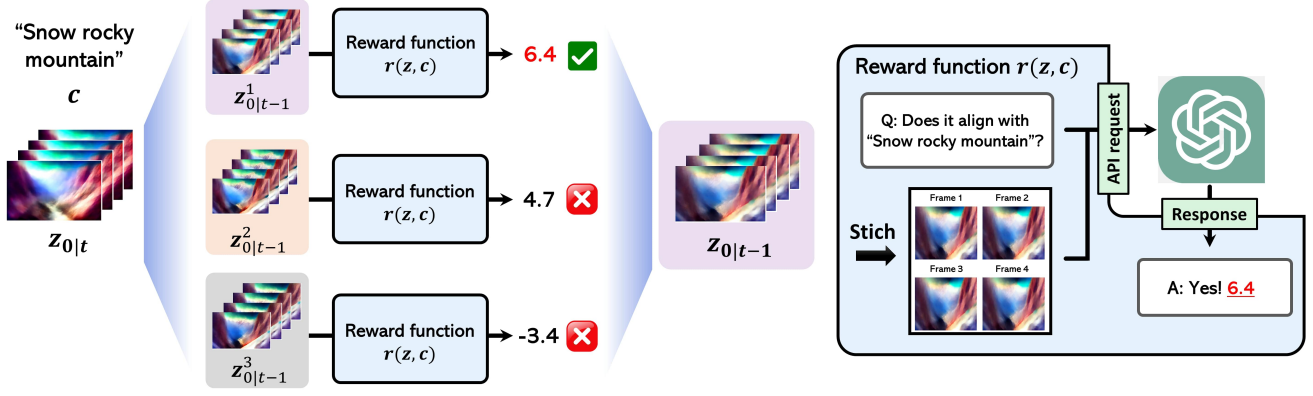 “Snow rocky
mountain”
c
z0|t
z¹0|t−1
Reward function
r(z, c)
6.4
z²0|t−1
Reward function
r(z, c)
4.7
z³0|t−1
Reward function
r(z, c)
-3.4
z0|t−1
Reward function r(z, c)
Q: Does it align with
“Snow rocky mountain”?
API request
Stich
Frame 1
Frame 2
Frame 3
Frame 4
Response
A: Yes! 6.4